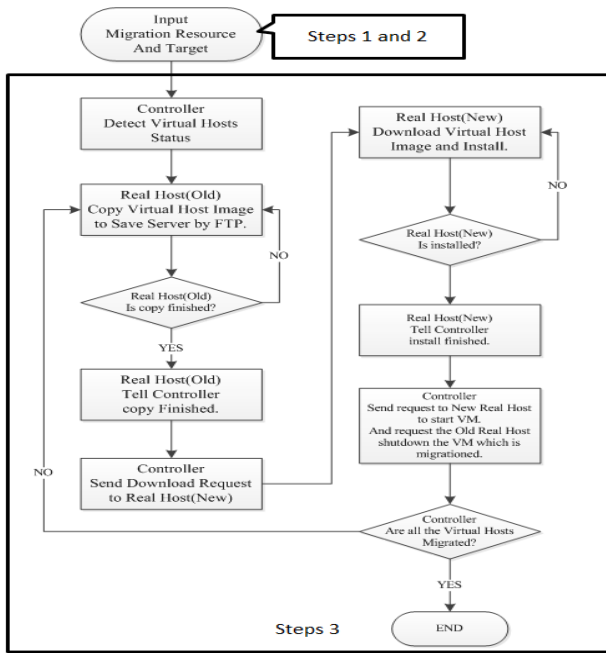 Input
Migration Resource
And Target
Steps 1 and 2
Controller
Detect Virtual Hosts
Status
Real Host(Old)
Copy Virtual Host Image
to Save Server by FTP.
NO
Real Host(Old)
Is copy finished?
YES
Real Host(Old)
Tell Controller
copy Finished.
Controller
Send Download Request
to Real Host(New)
Real Host(New)
Download Virtual Host
Image and Install.
NO
Real Host(New)
Is installed?
Real Host(New)
Tell Controller
install finished.
Controller
Send request to New Real Host
to start VM.
And request the Old Real Host
shutdown the VM which is
migrationed.
NO
Controller
Are all the Virtual Hosts
Migrated?
YES
END
Steps 3